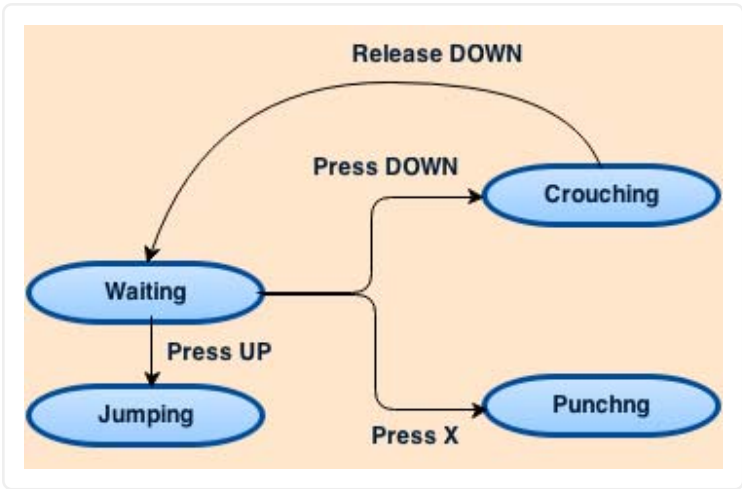 Release DOWN
Press DOWN
Crouching
Waiting
Press UP
Jumping
Punchng
Press X